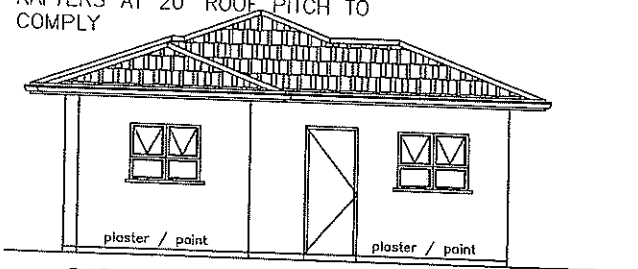 RAFTERS AT 20° ROOF PITCH TO
COMPLY
plaster / paint
plaster / paint